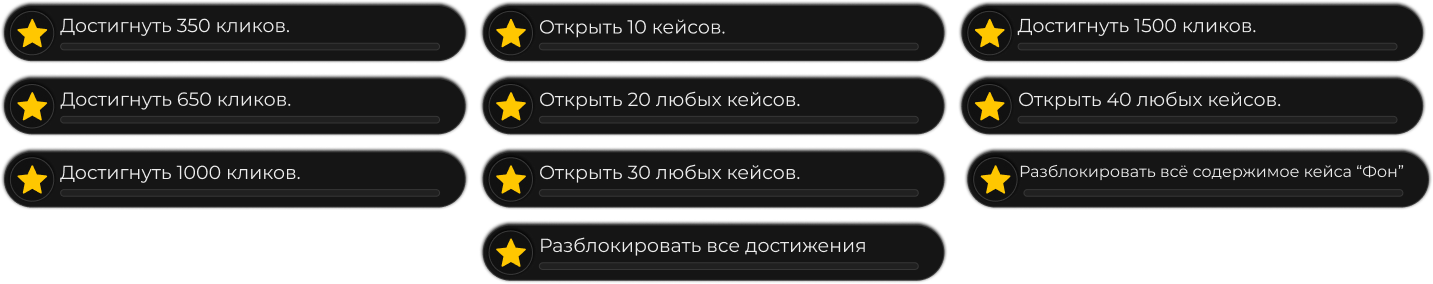 Достигнуть 350 кликов.
Открыть 10 кейсов.
Достигнуть 1500 кликов.
Достигнуть 650 кликов.
Открыть 20 любых кейсов.
Открыть 40 любых кейсов.
Достигнуть 1000 кликов.
Открыть 30 любых кейсов.
Разблокировать всё содержимое кейса “Фон”
Разблокировать все достижения